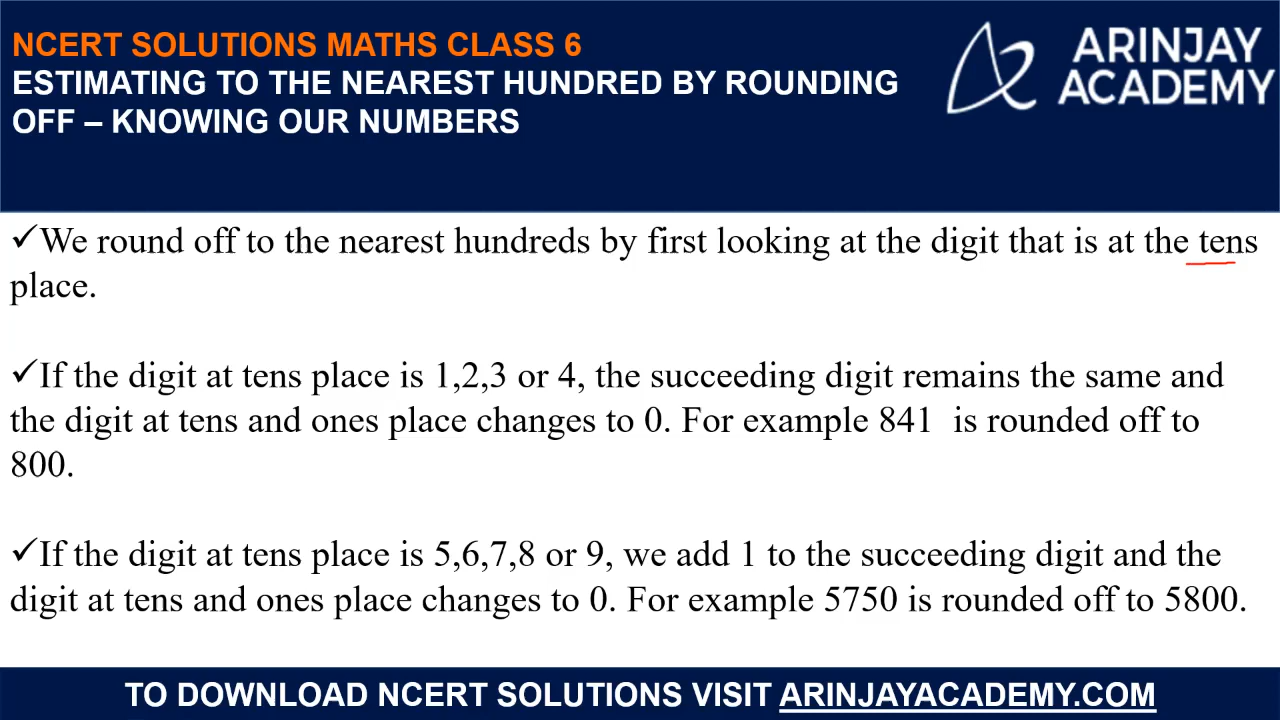 NCERT SOLUTIONS MATHS CLASS 6
ESTIMATING TO THE NEAREST HUNDRED BY ROUNDING
OFF – KNOWING OUR NUMBERS
ARINJAY
ACADEMY
✓We round off to the nearest hundreds by first looking at the digit that is at the tens
place.
✓If the digit at tens place is 1,2,3 or 4, the succeeding digit remains the same and
the digit at tens and ones place changes to 0. For example 841 is rounded off to
800.
✓If the digit at tens place is 5,6,7,8 or 9, we add 1 to the succeeding digit and the
digit at tens and ones place changes to 0. For example 5750 is rounded off to 5800.
TO DOWNLOAD NCERT SOLUTIONS VISIT ARINJAYACADEMY.COM